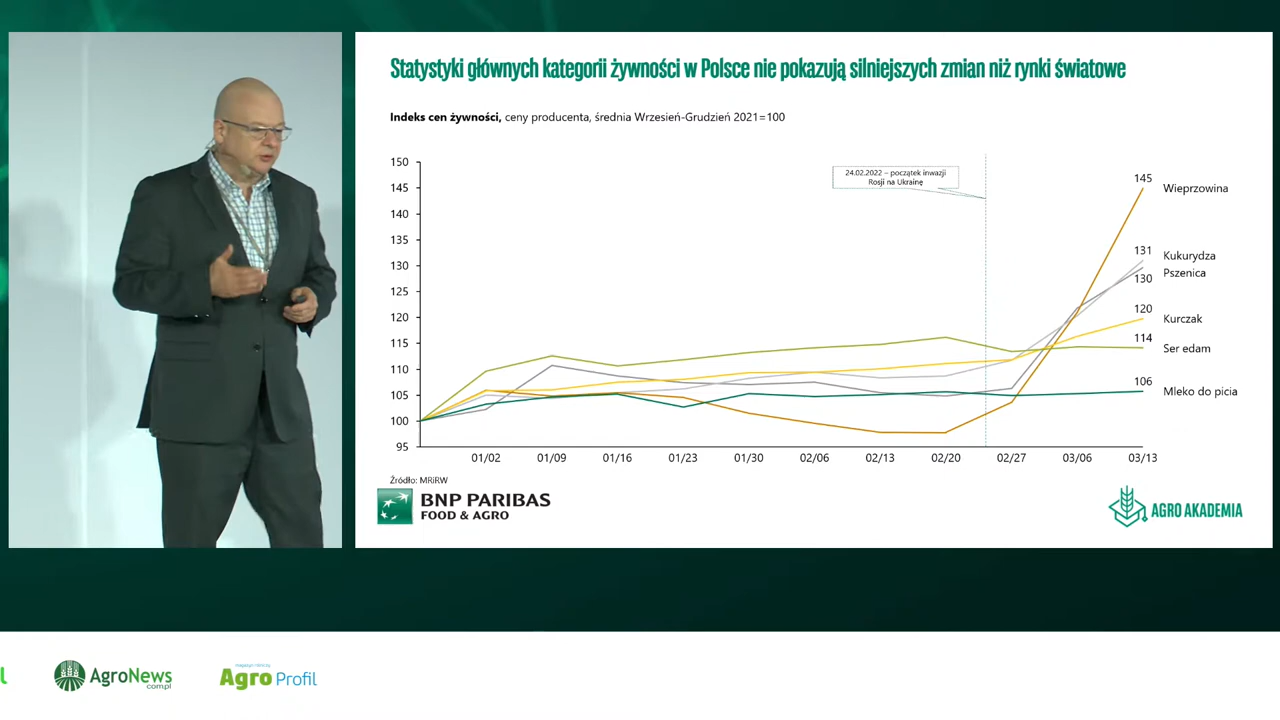 Statystyki głównych kategorii żywności w Polsce nie pokazują silniejszych zmian niż rynki światowe
Indeks cen żywności, ceny producenta, średnia Wrzesień-Grudzień 2021=100
150
145
140
135
130
125
120
115
110
105
100
95
24.02.2022 – początek inwazji
Rosji na Ukrainę
145
Wieprzowina
131
Kukurydza
Pszenica
130
120
Kurczak
114
Ser edam
106
Mleko do picia
01/02 01/09 01/16 01/23 01/30 02/06 02/13 02/20 02/27 03/06 03/13
Źródło: MRiRW
BNP PARIBAS
FOOD & AGRO
AGRO AKADEMIA
l
AgroNews
com.pl
magazyn rolniczy
Agro Profil